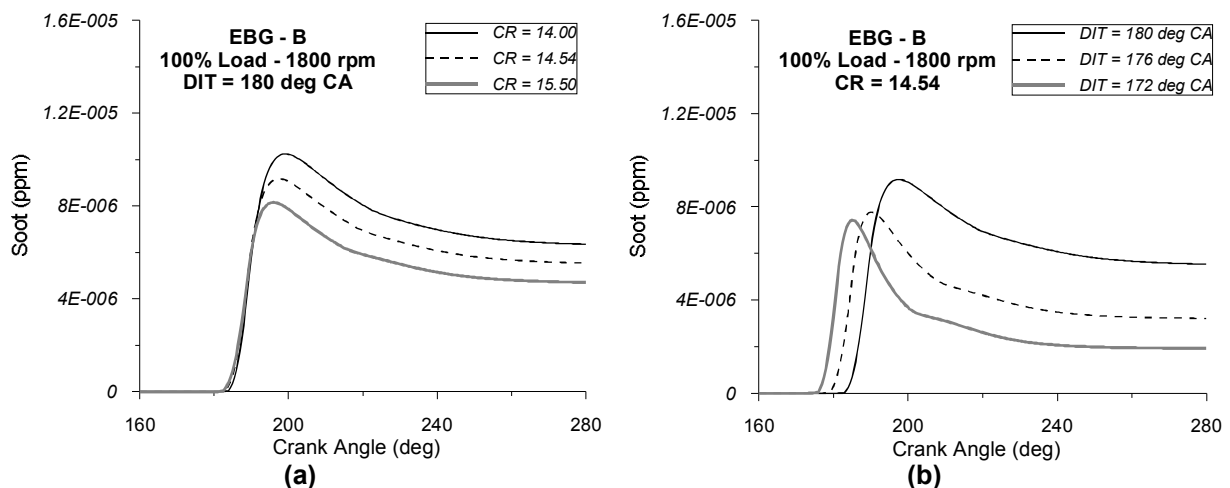 1.6E-005
1.2E-005
8E-006
4E-006
0
Soot (ppm)
EBG - B
100% Load - 1800 rpm
DIT = 180 deg CA
CR = 14.00
CR = 14.54
CR = 15.50
160
200
240
280
Crank Angle (deg)
(a)
1.6E-005
1.2E-005
8E-006
4E-006
0
Soot (ppm)
EBG - B
100% Load - 1800 rpm
CR = 14.54
DIT = 180 deg CA
DIT = 176 deg CA
DIT = 172 deg CA
160
200
240
280
Crank Angle (deg)
(b)